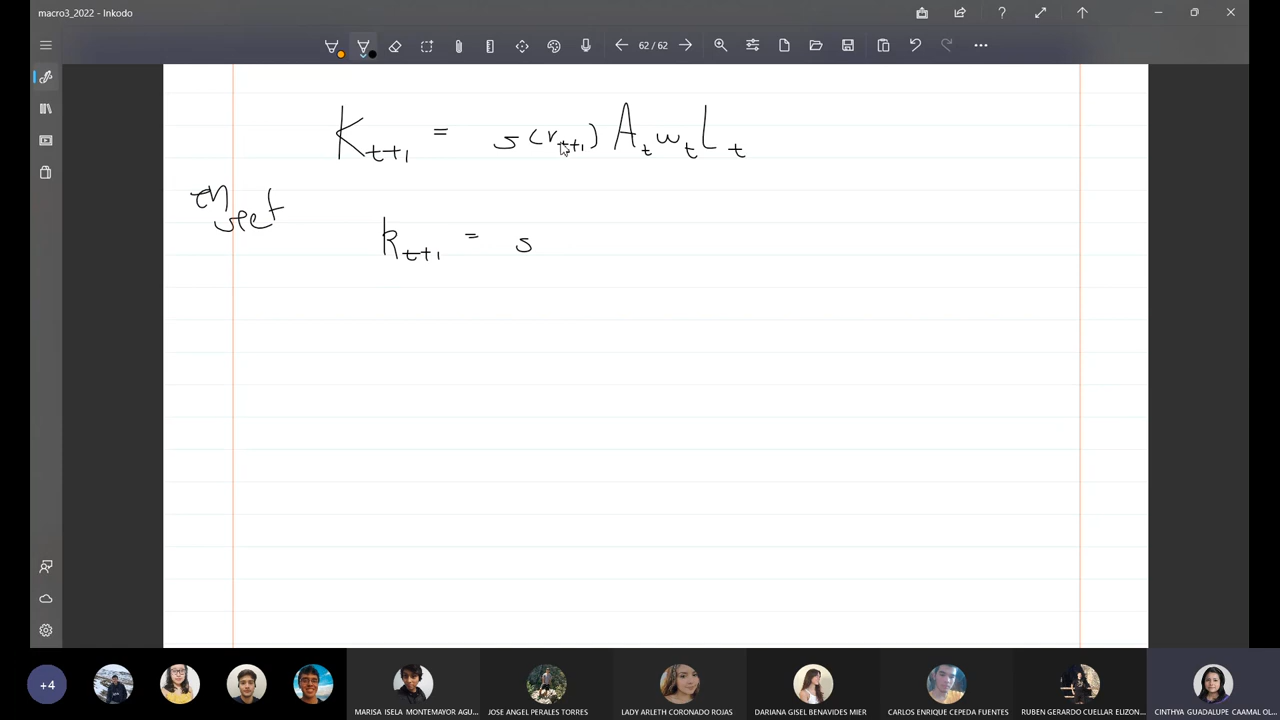 macro3_2022 - Inkodo
62 / 62
K_{t+1} = s(r_{t+1}) A_t w_t L_t
k_{t+1} = s
+4
MARISA ISELA MONTEMAYOR AGU...
JOSE ANGEL PERALES TORRES
LADY ARLETH CORONADO ROJAS
DARIANA GISEL BENAVIDES MIER
CARLOS ENRIQUE CEPEDA FUENTES
RUBEN GERARDO CUELLAR ELIZON...
CINTHYA GUADALUPE CAAMAL OL...